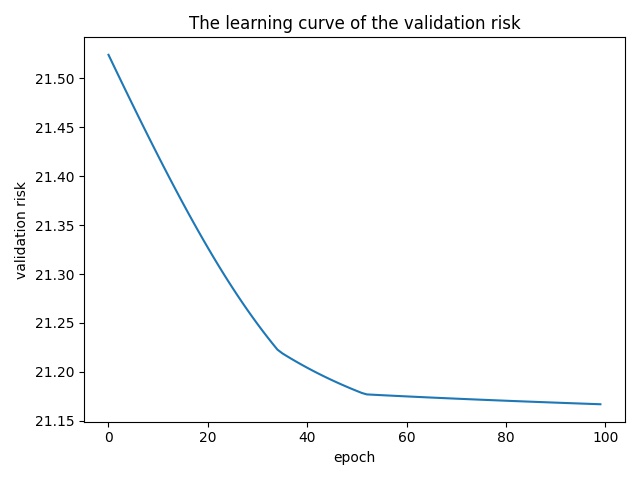 The learning curve of the validation risk
validation risk
21.50
21.45
21.40
21.35
21.30
21.25
21.20
21.15
0 20 40 60 80 100
epoch